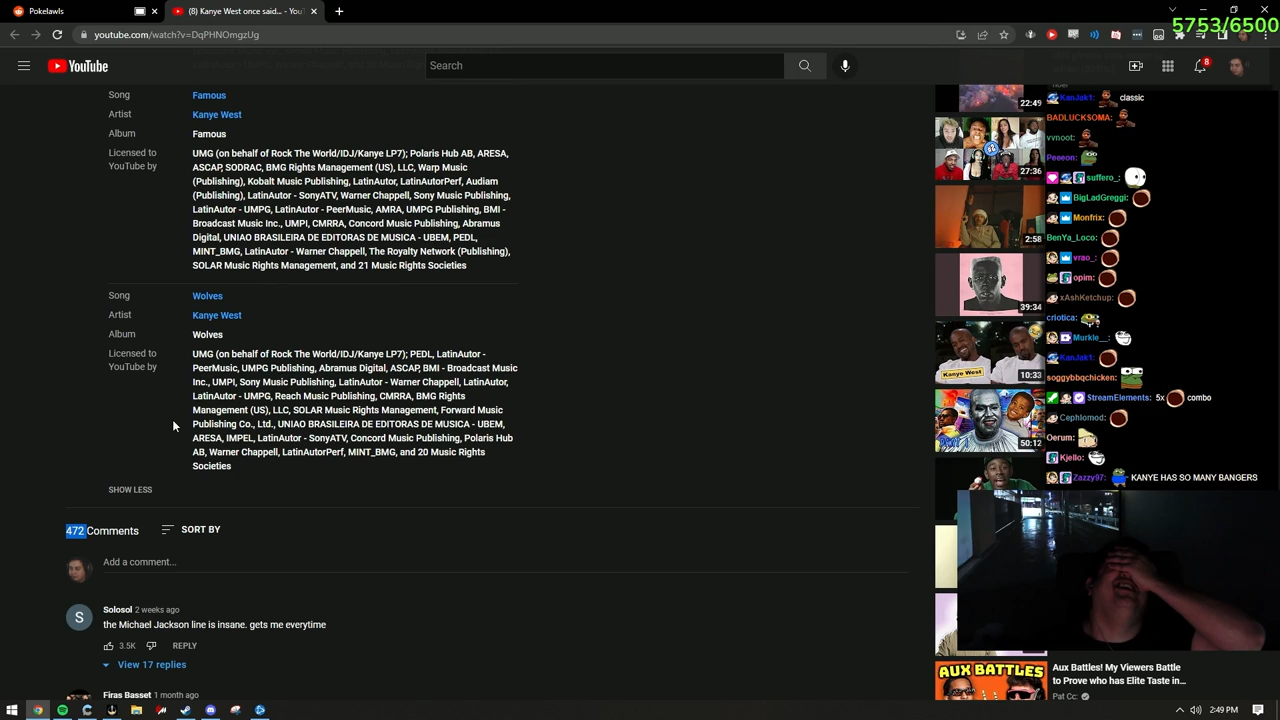 Pokelawls
(8) Kanye West once said... - You
5753/6500
youtube.com/watch?v=DqPHNOmgzUg
YouTube
Search
8
Song
Famous
Artist
Kanye West
Album
Famous
Licensed to YouTube by
UMG (on behalf of Rock The World/IDJ/Kanye LP7); Polaris Hub AB, ARESA,
ASCAP, SODRAC, BMG Rights Management (US), LLC, Warp Music
(Publishing), Kobalt Music Publishing, LatinAutor, LatinAutorPerf, Audiam
(Publishing), LatinAutor - SonyATV, Warner Chappell, Sony Music Publishing,
LatinAutor - UMPG, LatinAutor - PeerMusic, AMRA, UMPG Publishing, BMI -
Broadcast Music Inc., UMPI, CMRRA, Concord Music Publishing, Abramus
Digital, UNIAO BRASILEIRA DE EDITORAS DE MUSICA - UBEM, PEDL,
MINT_BMG, LatinAutor - Warner Chappell, The Royalty Network (Publishing),
SOLAR Music Rights Management, and 21 Music Rights Societies
Song
Wolves
Artist
Kanye West
Album
Wolves
Licensed to YouTube by
UMG (on behalf of Rock The World/IDJ/Kanye LP7); PEDL, LatinAutor -
PeerMusic, UMPG Publishing, Abramus Digital, ASCAP, BMI - Broadcast Music
Inc., UMPI, Sony Music Publishing, LatinAutor - Warner Chappell, LatinAutor,
LatinAutor - UMPG, Reach Music Publishing, CMRRA, BMG Rights
Management (US), LLC, SOLAR Music Rights Management, Forward Music
Publishing Co., Ltd., UNIAO BRASILEIRA DE EDITORAS DE MUSICA - UBEM,
ARESA, IMPEL, LatinAutor - SonyATV, Concord Music Publishing, Polaris Hub
AB, Warner Chappell, LatinAutorPerf, MINT_BMG, and 20 Music Rights
Societies
SHOW LESS
472 Comments
SORT BY
Add a comment...
S
Solosol 2 weeks ago
the Michael Jackson line is insane. gets me everytime
3.5K
REPLY
View 17 replies
Firas Basset 1 month ago
22:49
27:36
2:58
39:34
Kanye West
10:33
50:12
AUX BATTLES
Aux Battles! My Viewers Battle
to Prove who has Elite Taste in...
Pat Cc.
KanJak1: classic
BADLUCKSOMA:
vvnoot:
Peeeon:
suffero_:
BigLadGreggi:
Monfrix:
BenYa_Loco:
vrao_:
opim:
xAshKetchup:
criotica:
Murkle__:
KanJak1:
soggybbqchicken:
StreamElements: 5x combo
Cephlomod:
Oerum:
Kjello:
Zazzy97: KANYE HAS SO MANY BANGERS
2:49 PM